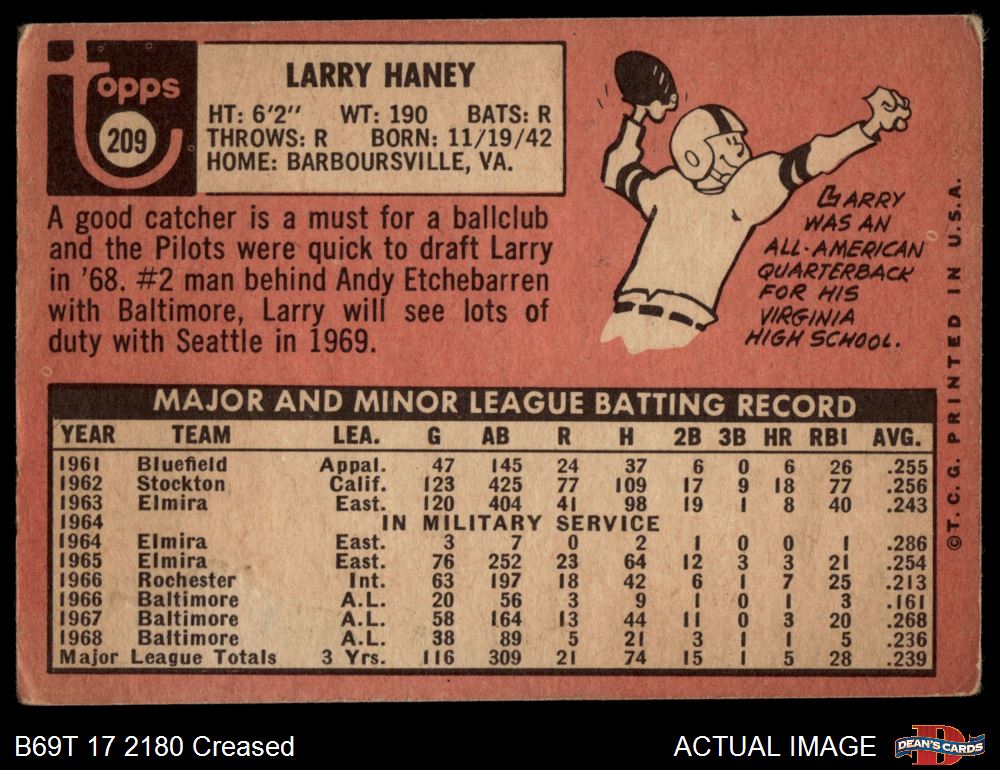 topps
209
LARRY HANEY
HT: 6'2" WT: 190 BATS: R
THROWS: R BORN: 11/19/42
HOME: BARBOURSVILLE, VA.
A good catcher is a must for a ballclub
and the Pilots were quick to draft Larry
in '68. #2 man behind Andy Etchebarren
with Baltimore, Larry will see lots of
duty with Seattle in 1969.
LARRY
WAS AN
ALL-AMERICAN
QUARTERBACK
FOR HIS
VIRGINIA
HIGH SCHOOL.
©T. C. G. PRINTED IN U.S.A.
MAJOR AND MINOR LEAGUE BATTING RECORD
YEAR TEAM LEA. G AB R H 2B 3B HR RBI AVG.
1961 Bluefield Appal. 47 145 24 37 6 0 6 26 .255
1962 Stockton Calif. 123 425 77 109 17 9 18 77 .256
1963 Elmira East. 120 404 41 98 19 1 8 40 .243
1964 IN MILITARY SERVICE
1964 Elmira East. 3 7 0 2 1 0 0 1 .286
1965 Elmira East. 76 252 23 64 12 3 3 21 .254
1966 Rochester Int. 63 197 18 42 6 1 7 25 .213
1966 Baltimore A.L. 20 56 3 9 1 0 1 3 .161
1967 Baltimore A.L. 58 164 13 44 11 0 3 20 .268
1968 Baltimore A.L. 38 89 5 21 3 1 1 5 .236
Major League Totals 3 Yrs. 116 309 21 74 15 1 5 28 .239
B69T 17 2180 Creased
ACTUAL IMAGE
D
DEAN'S CARDS